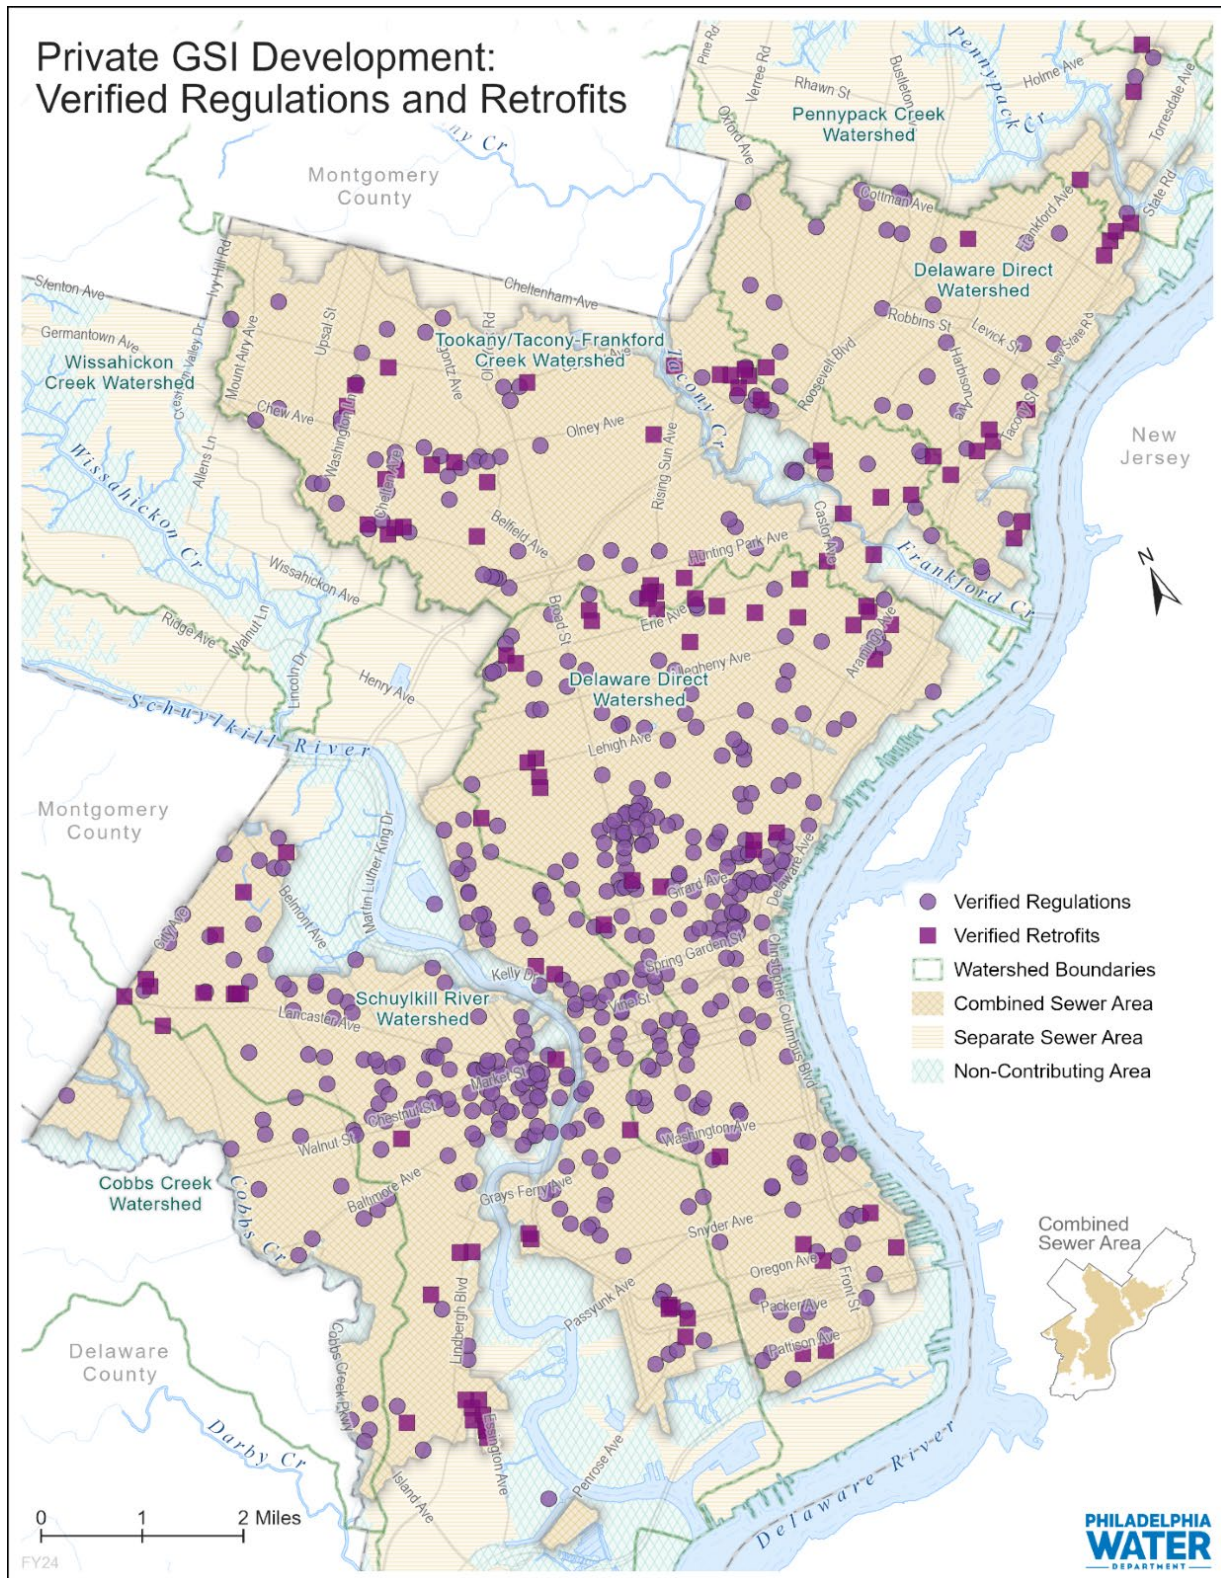 Private GSI Development:
Verified Regulations and Retrofits
Pine Rd
Verree Rd
Rhawn St
Bustleton
Pennypack Cr
Holme Ave
Torresdale Ave
Pennypack Creek
Watershed
Oxford Ave
ny Cr
Montgomery
County
Cottman Ave
Frankford Ave
State Rd
Delaware Direct
Watershed
Ivy Hill Rd
Stenton Ave
Cheltenham Ave
Germantown Ave
Wissahickon
Creek Watershed
Mount Airy Ave
Upsal St
Tookany/Tacony-Frankford
Creek Watershed
Robbins St
Levick St
New State Rd
Roosevelt Blvd
Harbison Ave
Tacony St
Tacony Cr
Chew Ave
Washington Ln
Olney Ave
Rising Sun Ave
New
Jersey
Allens Ln
Chelten Ave
Wissahickon Cr
Belfield Ave
Castor Ave
Hunting Park Ave
Frankford Cr
Wissahickon Ave
Walnut Ln
Ridge Ave
Lincoln Dr
Broad St
Erie Ave
Aramingo Ave
Henry Ave
Allegheny Ave
Delaware Direct
Watershed
Schuylkill River
Lehigh Ave
Montgomery
County
Martin Luther King Dr
Delaware Ave
Girard Ave
Belmont Ave
City Ave
Spring Garden St
Kelly Dr
Vine St
Christopher Columbus Blvd
Schuylkill River
Watershed
Lancaster Ave
Verified Regulations
Verified Retrofits
Watershed Boundaries
Combined Sewer Area
Separate Sewer Area
Non-Contributing Area
Market St
Chestnut St
Walnut St
Washington Ave
Cobbs Creek
Watershed
Cobbs Cr
Baltimore Ave
Grays Ferry Ave
Snyder Ave
Oregon Ave
Front St
Passyunk Ave
Packer Ave
Pattison Ave
Lindbergh Blvd
Cobbs Creek Pkwy
Delaware
County
Darby Cr
Essington Ave
Island Ave
Penrose Ave
Delaware River
N
Combined
Sewer Area
0 1 2 Miles
FY24
PHILADELPHIA
WATER
DEPARTMENT